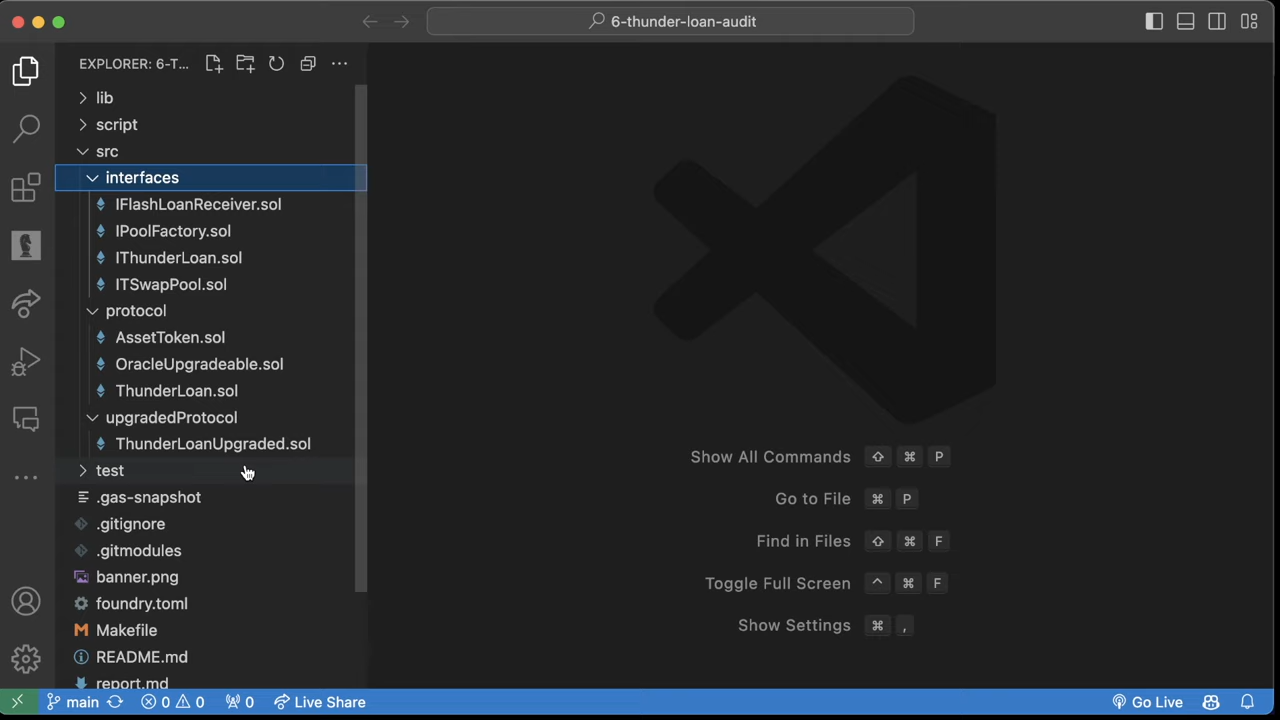 6-thunder-loan-audit
EXPLORER: 6-T...
lib
script
src
interfaces
IFlashLoanReceiver.sol
IPoolFactory.sol
IThunderLoan.sol
ITSwapPool.sol
protocol
AssetToken.sol
OracleUpgradeable.sol
ThunderLoan.sol
upgradedProtocol
ThunderLoanUpgraded.sol
test
.gas-snapshot
.gitignore
.gitmodules
banner.png
foundry.toml
Makefile
README.md
report.md
Show All Commands ⇧ ⌘ P
Go to File ⌘ P
Find in Files ⇧ ⌘ F
Toggle Full Screen ^ ⌘ F
Show Settings ⌘ ,
main 0 0 0 Live Share Go Live